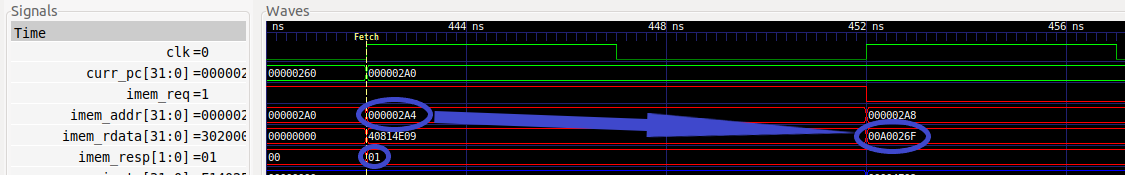 Signals
Waves
Time
ns
444 ns
448 ns
452 ns
456 ns
Fetch
clk=0
curr_pc[31:0]=000002
00000260
000002A0
imem_req=1
imem_addr[31:0]=000002
000002A0
000002A4
000002A8
imem_rdata[31:0]=302000
00000000
40814E09
00A0026F
imem_resp[1:0]=01
00
01